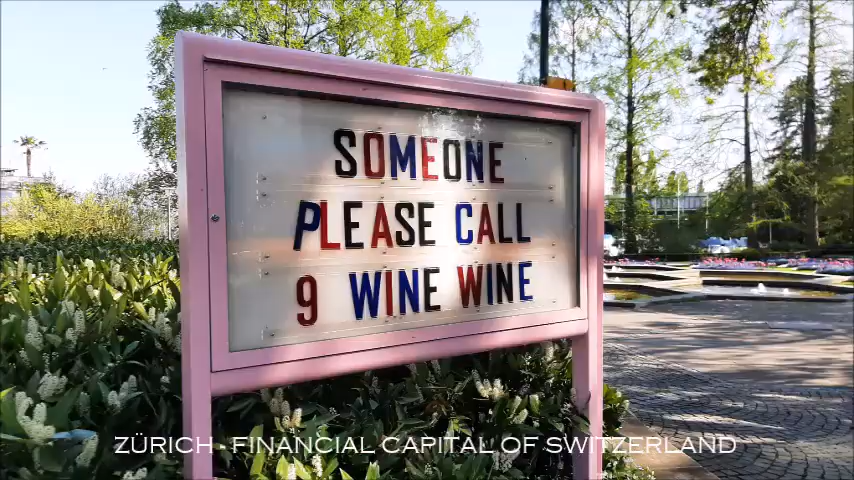 SOMEONE
PLEASE CALL
9 WINE WINE
ZÜRICH - FINANCIAL CAPITAL OF SWITZERLAND